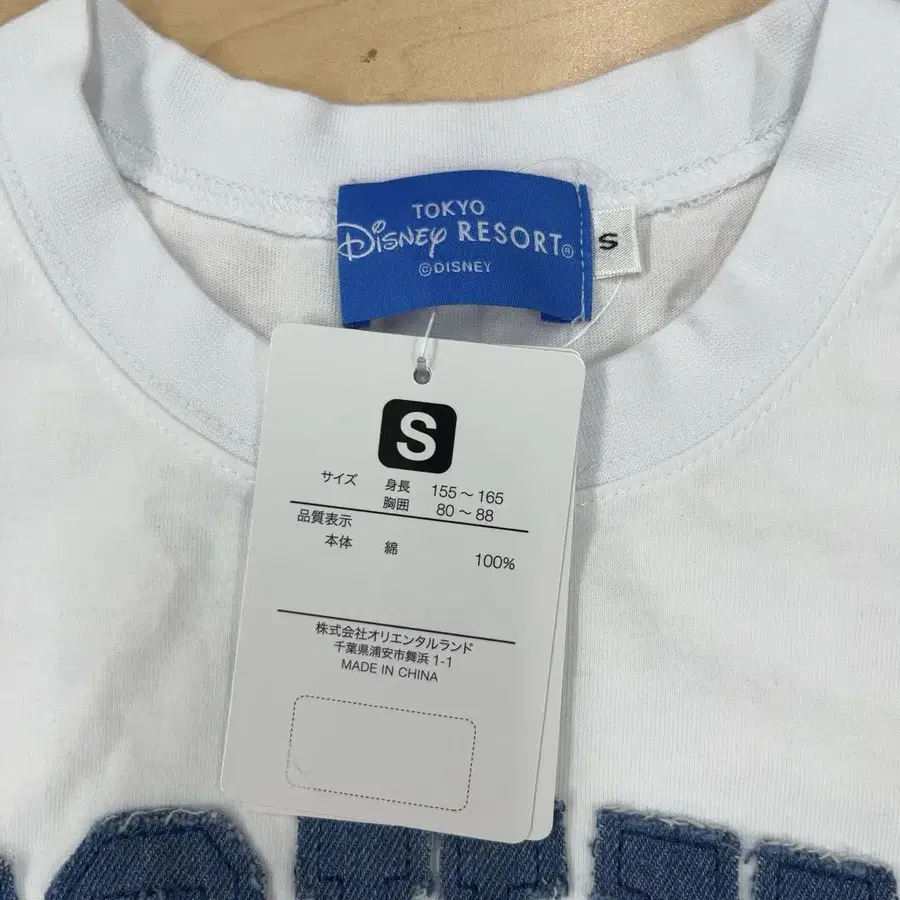 TOKYO
Disney RESORT®
©DISNEY
S
S
サイズ 身長 155～165
胸囲 80～88
品質表示
本体 綿 100%
株式会社オリエンタルランド
千葉県浦安市舞浜 1-1
MADE IN CHINA